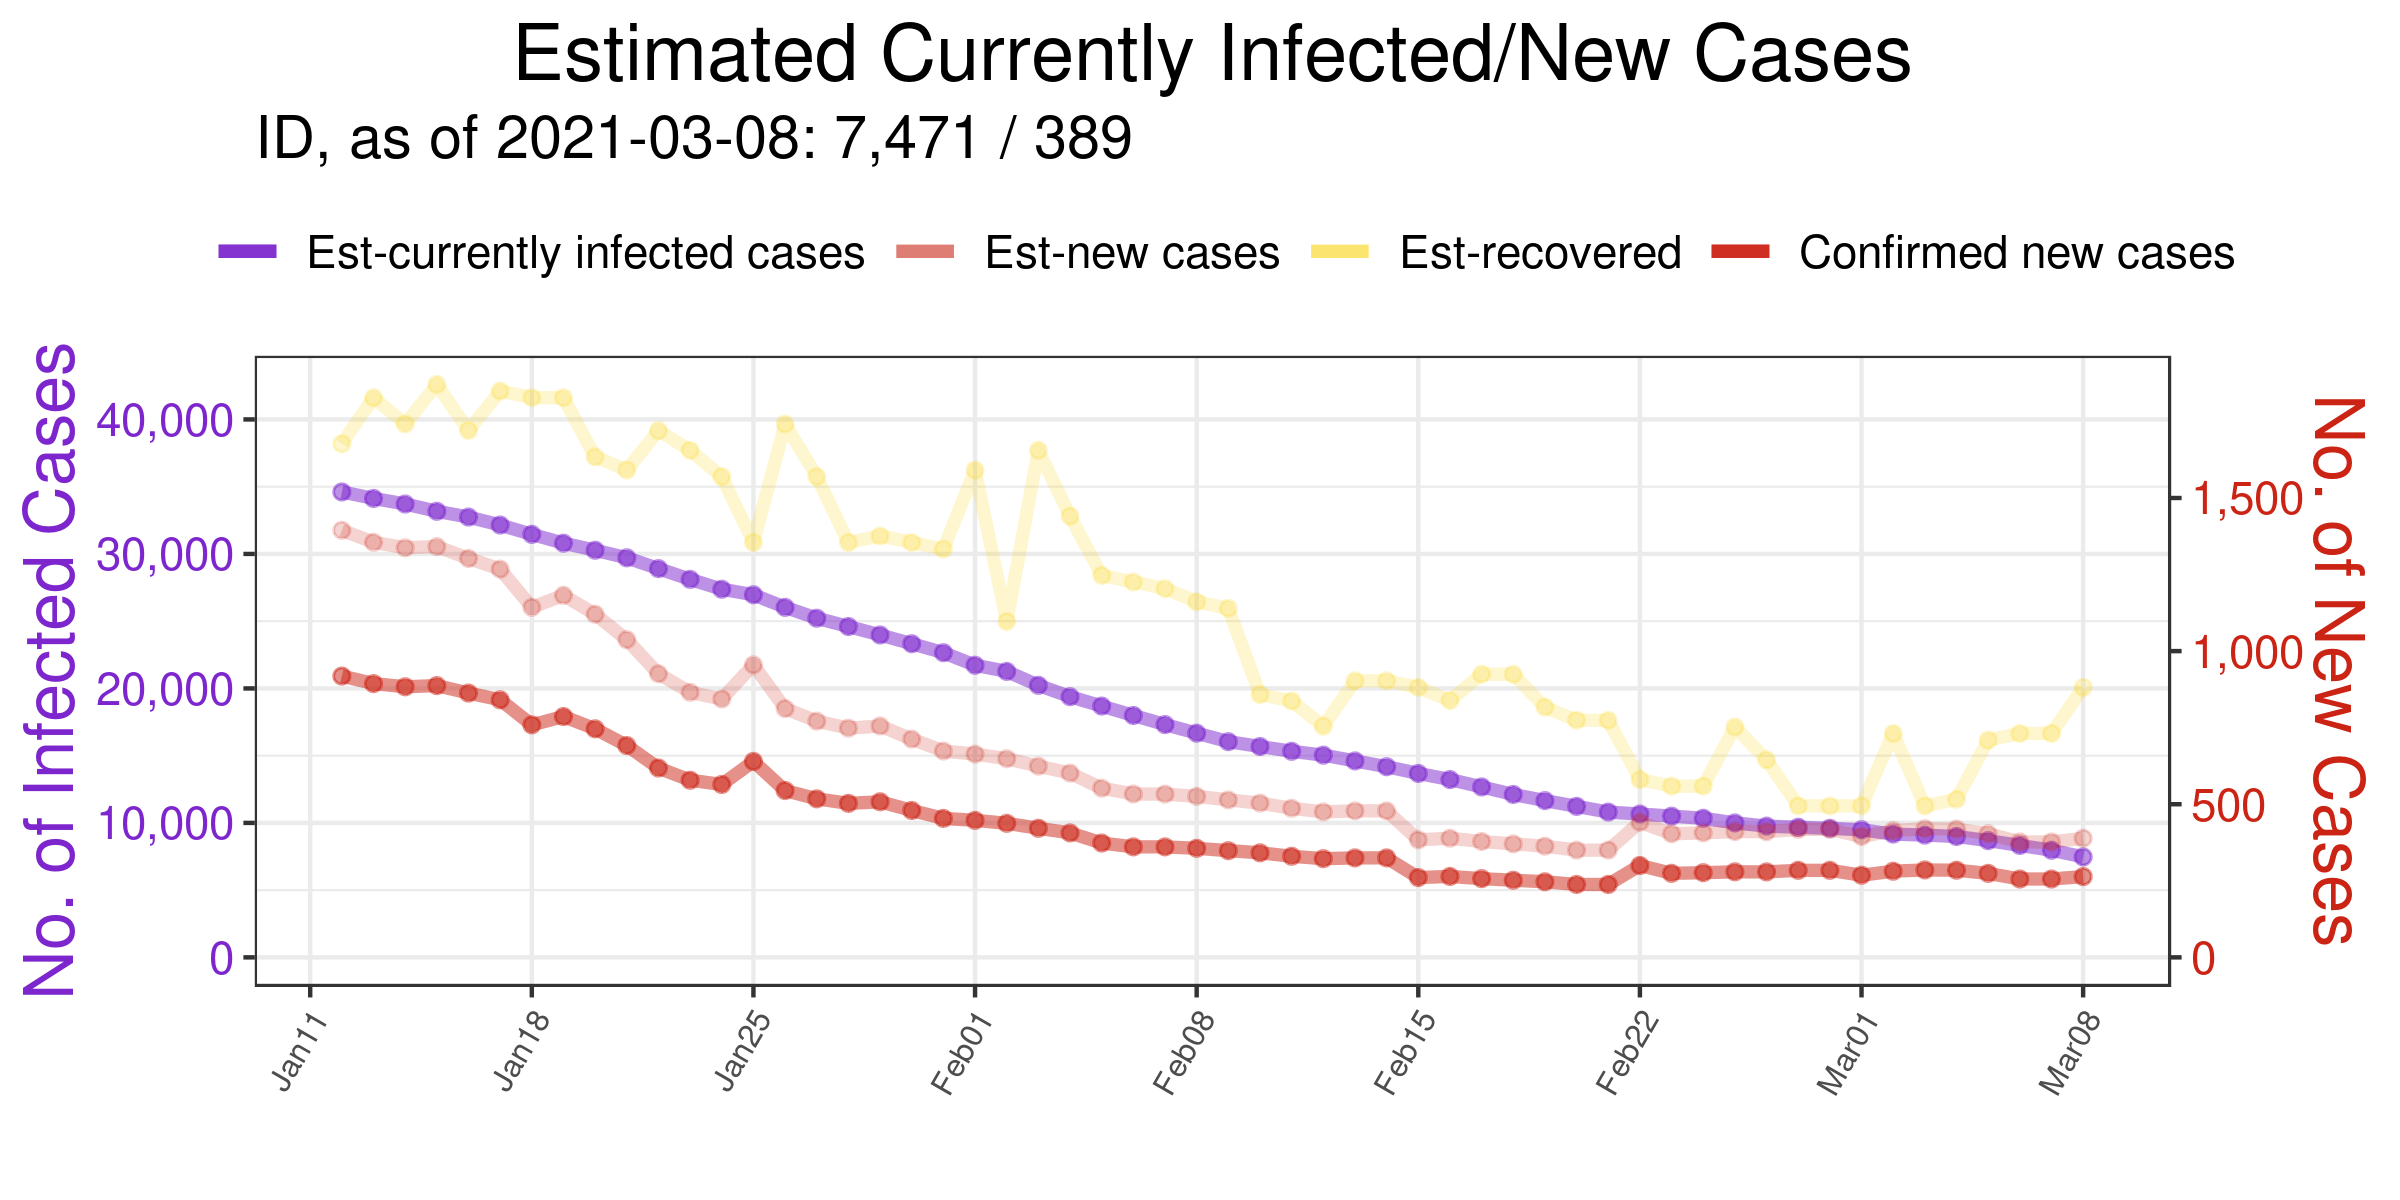 Estimated Currently Infected/New Cases
ID, as of 2021-03-08: 7,471 / 389
Est-currently infected cases
Est-new cases
Est-recovered
Confirmed new cases
No. of Infected Cases
40,000
30,000
20,000
10,000
0
1,500
1,000
500
0
No. of New Cases
Jan11
Jan18
Jan25
Feb01
Feb08
Feb15
Feb22
Mar01
Mar08